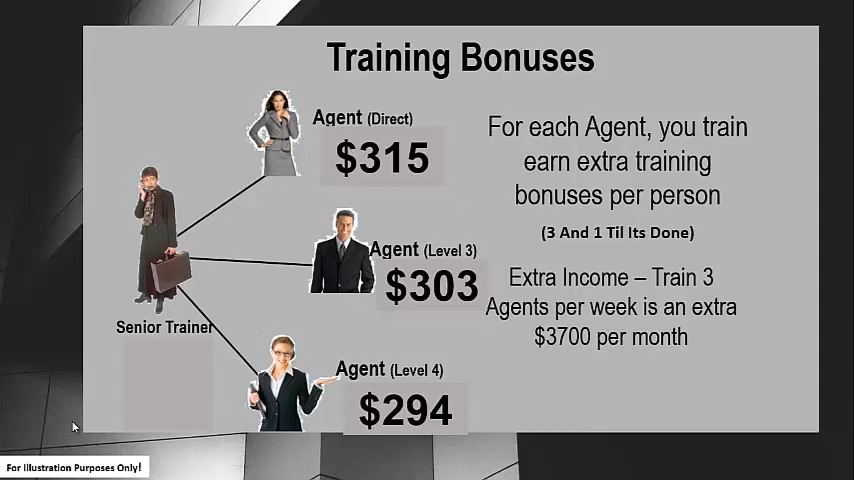 Training Bonuses
Agent (Direct)
$315
For each Agent, you train
earn extra training
bonuses per person
(3 And 1 Til Its Done)
Agent (Level 3)
$303
Extra Income – Train 3
Agents per week is an extra
$3700 per month
Senior Trainer
Agent (Level 4)
$294
For Illustration Purposes Only!